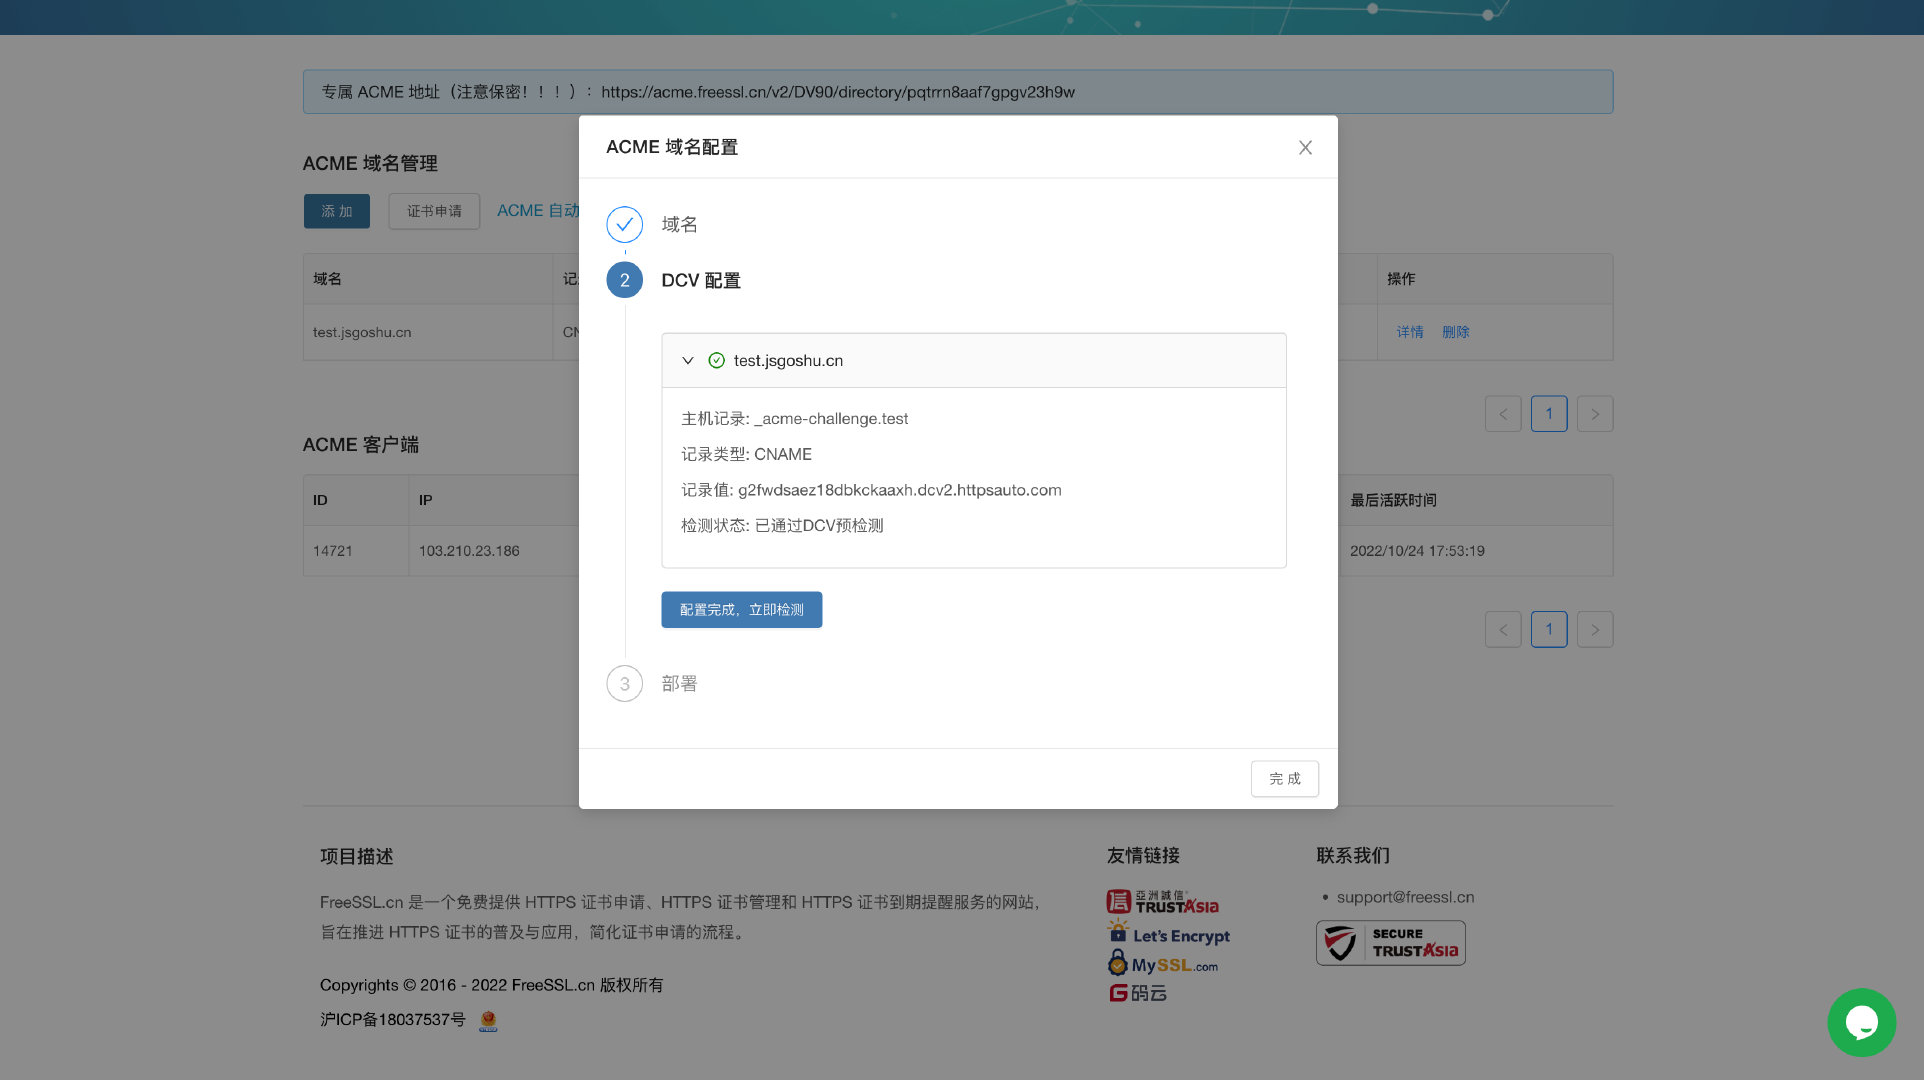 专属 ACME 地址（注意保密！！！）： https://acme.freessl.cn/v2/DV90/directory/pqtrrn8aaf7gpgv23h9w
ACME 域名配置
ACME 域名管理
添 加
证书申请
ACME 自动
域名
操作
test.jsgoshu.cn
CN
详情
删除
1
ACME 客户端
ID
IP
最后活跃时间
14721
103.210.23.186
2022/10/24 17:53:19
1
域名
2
DCV 配置
test.jsgoshu.cn
主机记录: _acme-challenge.test
记录类型: CNAME
记录值: g2fwdsaez18dbkckaaxh.dcv2.httpsauto.com
检测状态: 已通过DCV预检测
配置完成，立即检测
3
部署
完 成
项目描述
FreeSSL.cn 是一个免费提供 HTTPS 证书申请、HTTPS 证书管理和 HTTPS 证书到期提醒服务的网站，
旨在推进 HTTPS 证书的普及与应用，简化证书申请的流程。
Copyrights © 2016 - 2022 FreeSSL.cn 版权所有
沪ICP备18037537号
友情链接
亞洲誠信
TRUSTAsia
Let's Encrypt
MySSL.com
码云
联系我们
support@freessl.cn
SECURE
TRUSTAsia